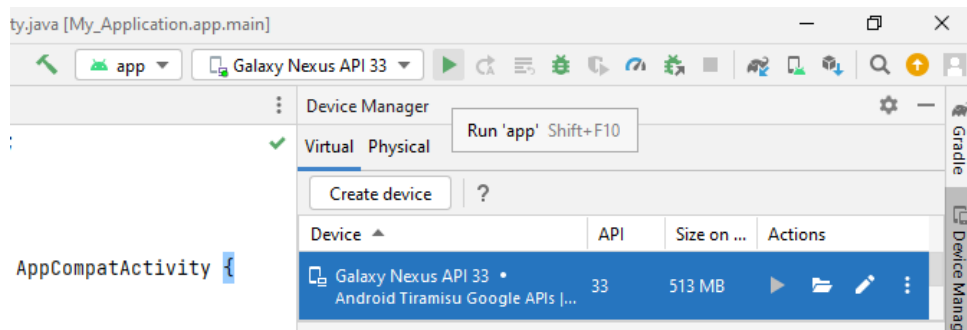 ty.java [My_Application.app.main]
app
Galaxy Nexus API 33
Device Manager
Run 'app' Shift+F10
;
Virtual Physical
Create device ?
Device API Size on ... Actions
AppCompatActivity {
Galaxy Nexus API 33
Android Tiramisu Google APIs |...
33 513 MB
Gradle
Device Manag